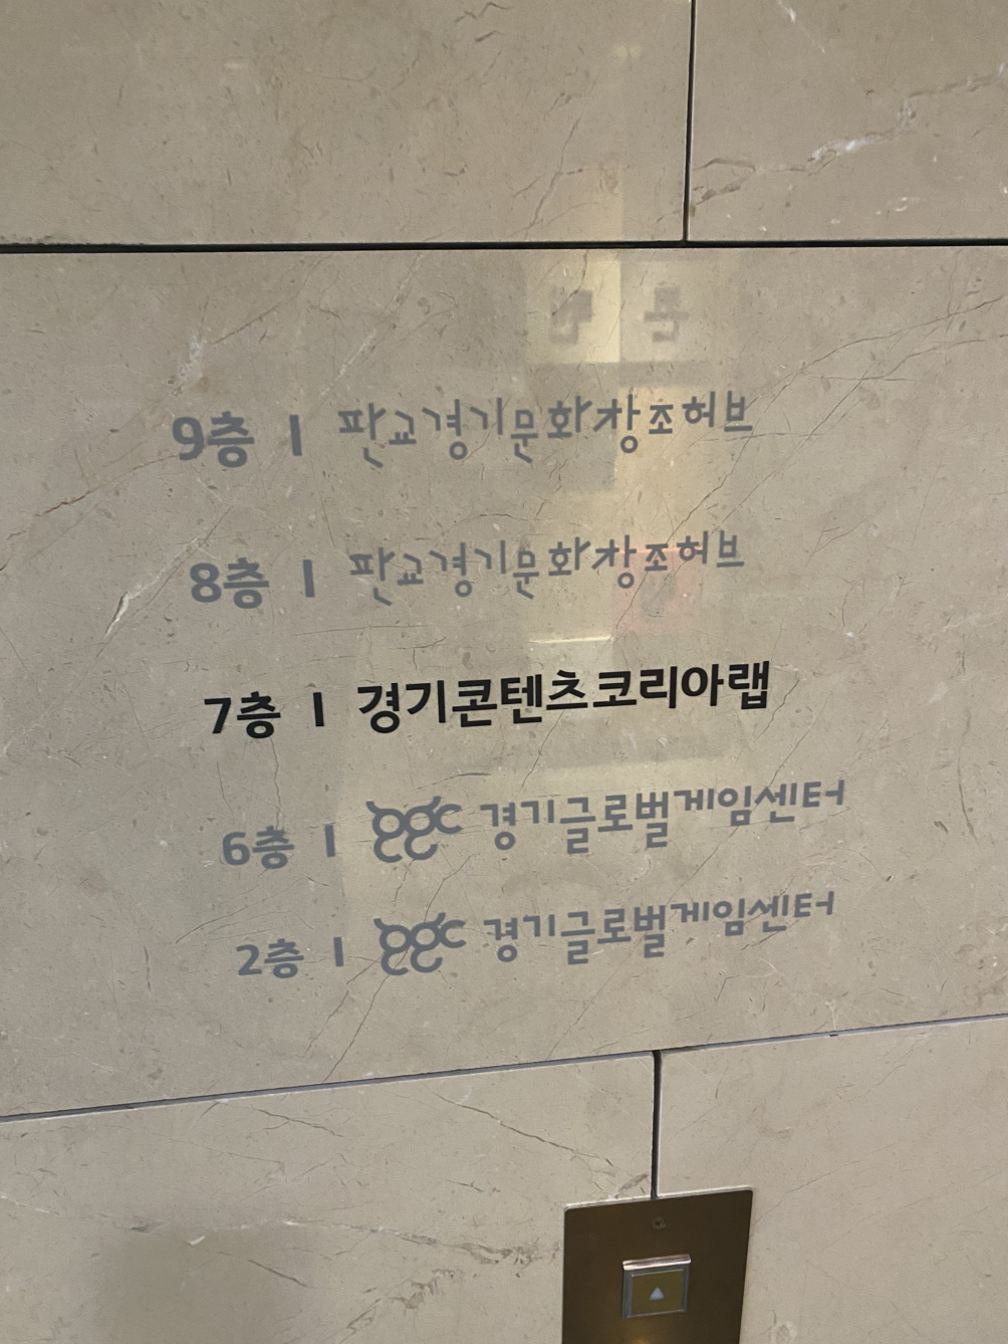 9층 | 판교경기문화창조허브
8층 | 판교경기문화창조허브
7층 | 경기콘텐츠코리아랩
6층 | ggc 경기글로벌게임센터
2층 | ggc 경기글로벌게임센터